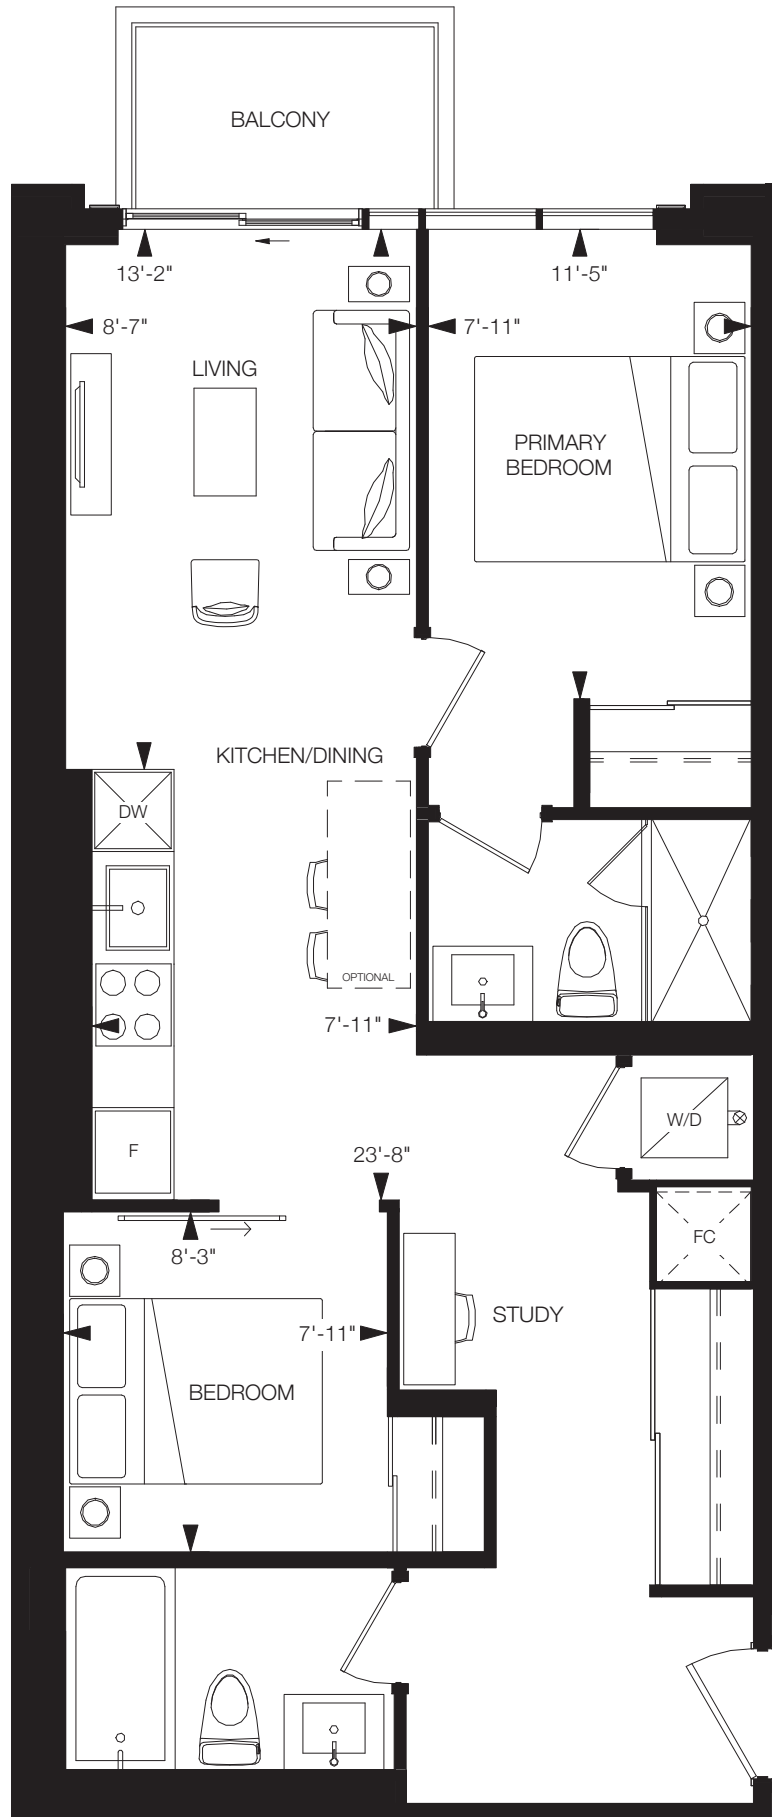 BALCONY
13'-2"
11'-5"
8'-7"
7'-11"
LIVING
PRIMARY
BEDROOM
KITCHEN/DINING
DW
OPTIONAL
7'-11"
W/D
F
23'-8"
FC
8'-3"
STUDY
7'-11"
BEDROOM